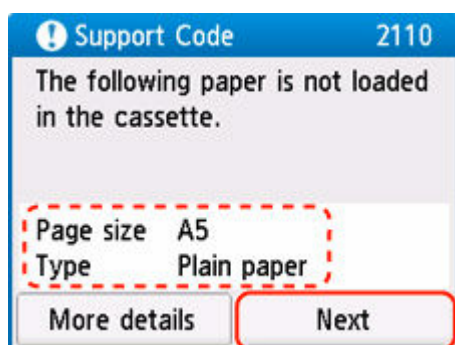 Support Code 2110
The following paper is not loaded
in the cassette.
Page size A5
Type Plain paper
More details Next